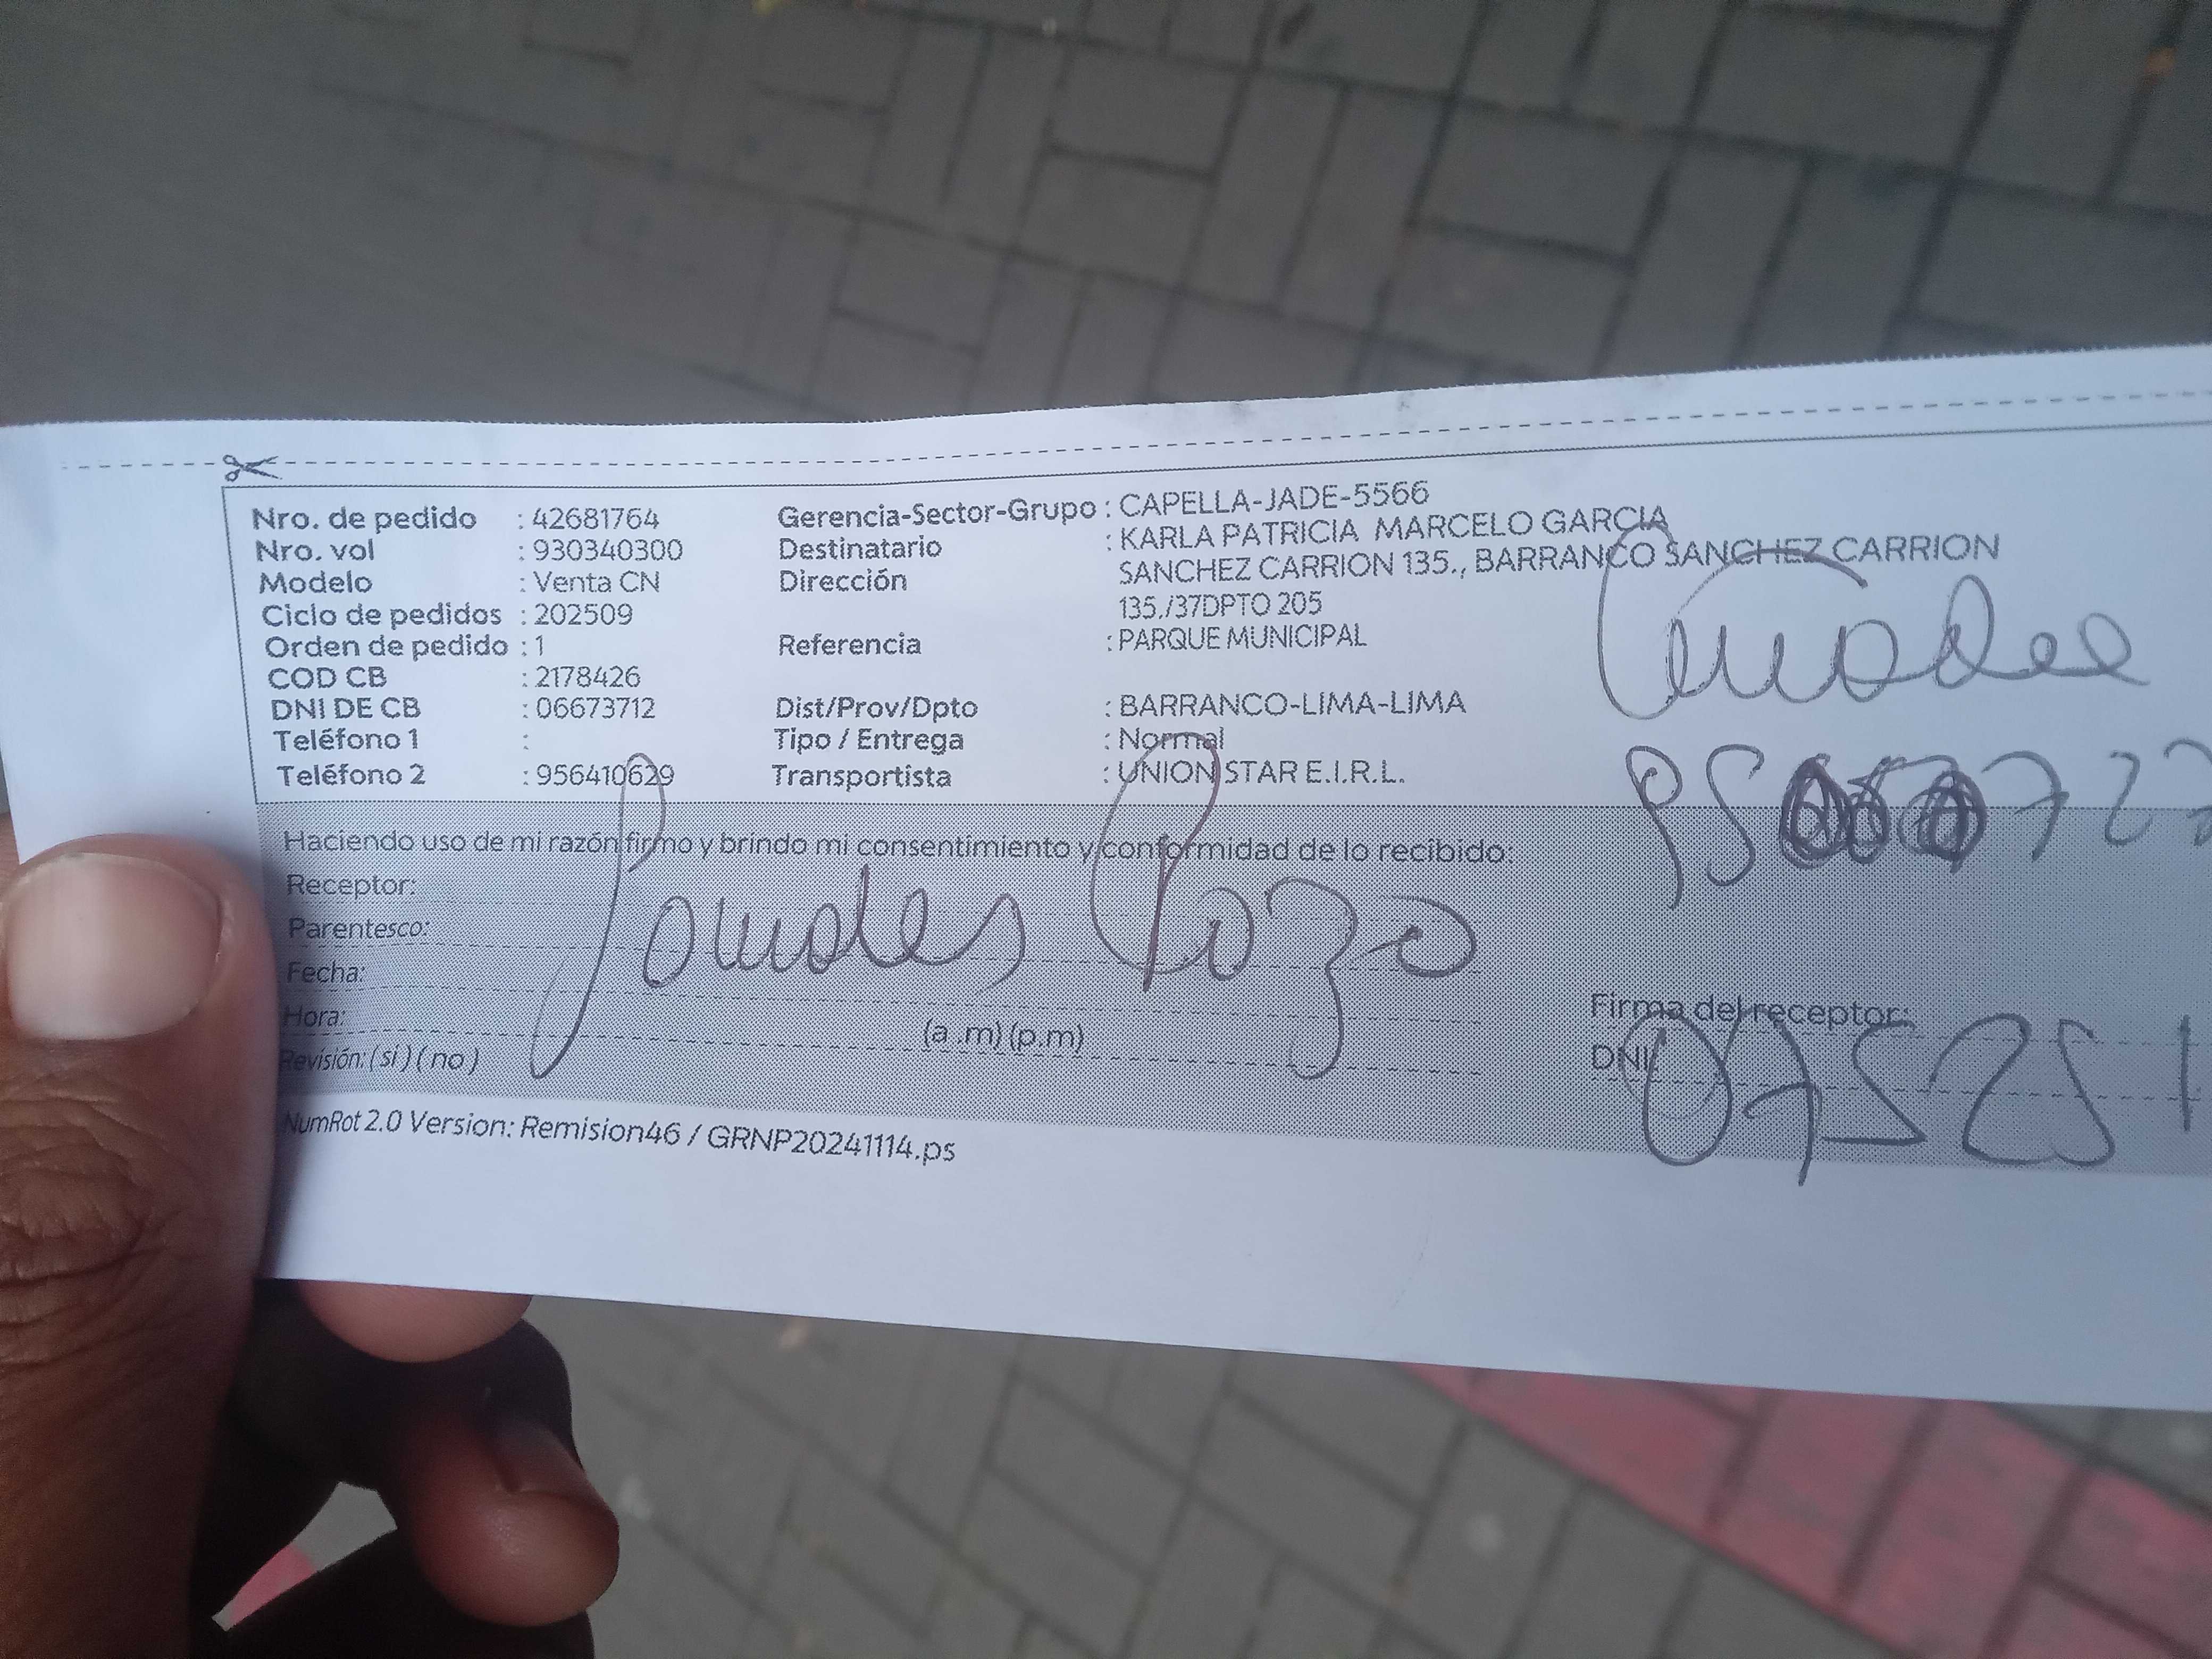 Nro. de pedido : 42681764
Nro. vol : 930340300
Modelo : Venta CN
Ciclo de pedidos : 202509
Orden de pedido : 1
COD CB : 2178426
DNI DE CB : 06673712
Teléfono 1 :
Teléfono 2 : 956410629
Gerencia-Sector-Grupo : CAPELLA-JADE-5566
Destinatario : KARLA PATRICIA MARCELO GARCIA
Dirección : SANCHEZ CARRION 135., BARRANCO SANCHEZ CARRION
135./37DPTO 205
Referencia : PARQUE MUNICIPAL
Dist/Prov/Dpto : BARRANCO-LIMA-LIMA
Tipo / Entrega : Normal
Transportista : UNION STAR E.I.R.L.
Haciendo uso de mi razón firmo y brindo mi consentimiento y conformidad de lo recibido:
Receptor:
Parentesco:
Fecha:
Hora: (a.m) (p.m)
Revisión: (si) (no)
Pozo
Firma del receptor:
DNI: 075251
NumRot 2.0 Version: Remision46 / GRNP20241114.ps